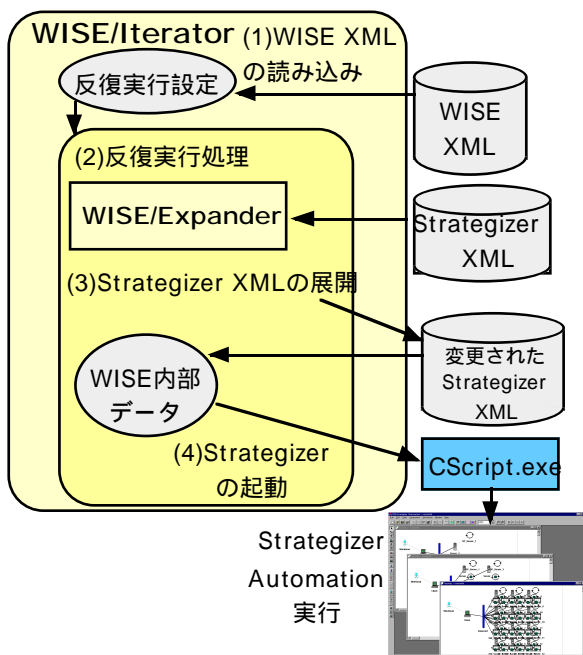 WISE/Iterator
(1)WISE XML
の読み込み
反復実行設定
WISE
XML
(2)反復実行処理
WISE/Expander
Strategizer
XML
(3)Strategizer XMLの展開
変更された
Strategizer
XML
WISE内部
データ
(4)Strategizer
の起動
CScript.exe
Strategizer
Automation
実行